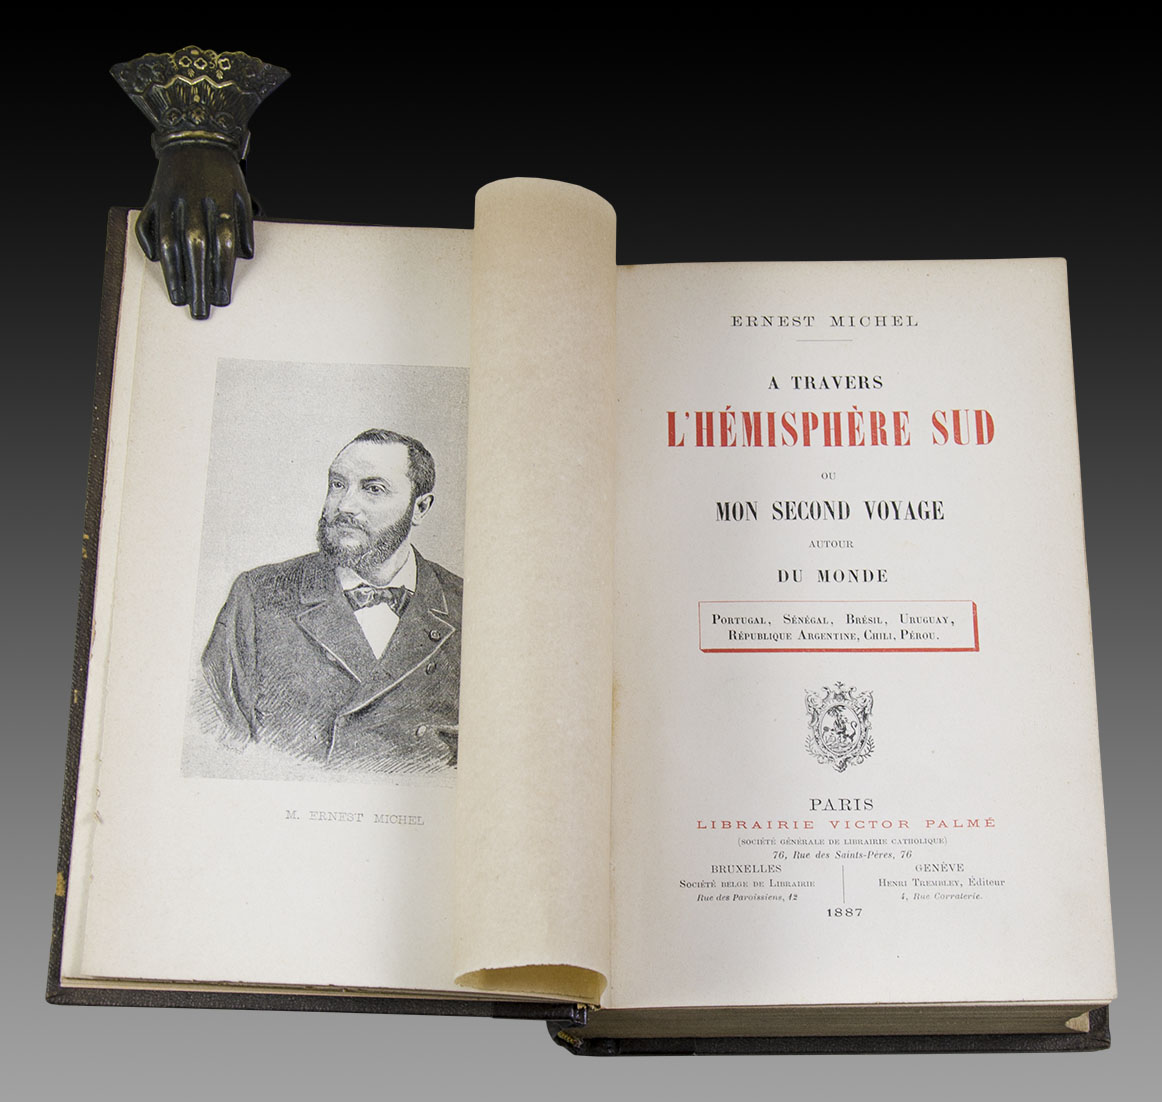 M. ERNEST MICHEL
ERNEST MICHEL
A TRAVERS
L'HÉMISPHÈRE SUD
OU
MON SECOND VOYAGE
AUTOUR
DU MONDE
PORTUGAL, SÉNÉGAL, BRÉSIL, URUGUAY,
RÉPUBLIQUE ARGENTINE, CHILI, PÉROU.
PARIS
LIBRAIRIE VICTOR PALMÉ
(SOCIÉTÉ GÉNÉRALE DE LIBRAIRIE CATHOLIQUE)
76, Rue des Saints-Pères, 76
BRUXELLES
SOCIÉTÉ BELGE DE LIBRAIRIE
Rue des Paroissiens, 12
GENÈVE
HENRI TREMBLEY, Éditeur
4, Rue Corraterie.
1887